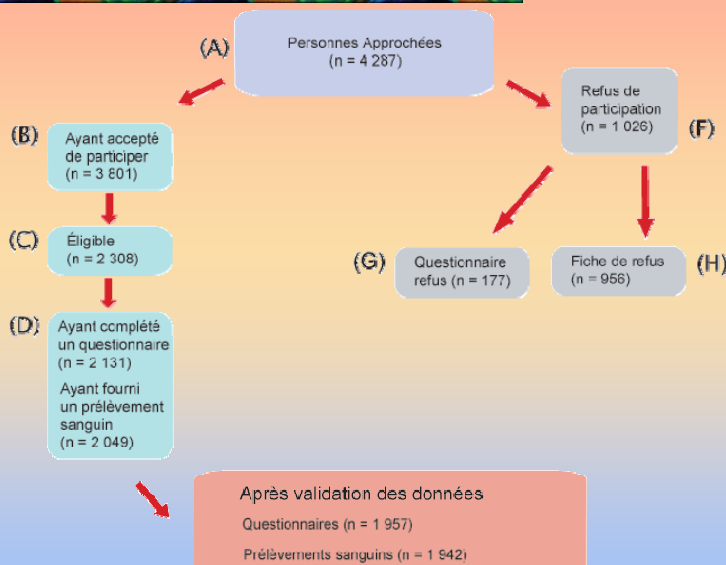 (A)
Personnes Approchées
(n = 4 287)
Refus de
participation
(n = 1 026)
(F)
(B)
Ayant accepté
de participer
(n = 3 801)
(C)
Éligible
(n = 2 308)
(G)
Questionnaire
refus (n = 177)
Fiche de refus
(n = 956)
(H)
(D)
Ayant complété
un questionnaire
(n = 2 131)
Ayant fourni
un prélèvement
sanguin
(n = 2 049)
Après validation des données
Questionnaires (n = 1 957)
Prélèvements sanguins (n = 1 942)